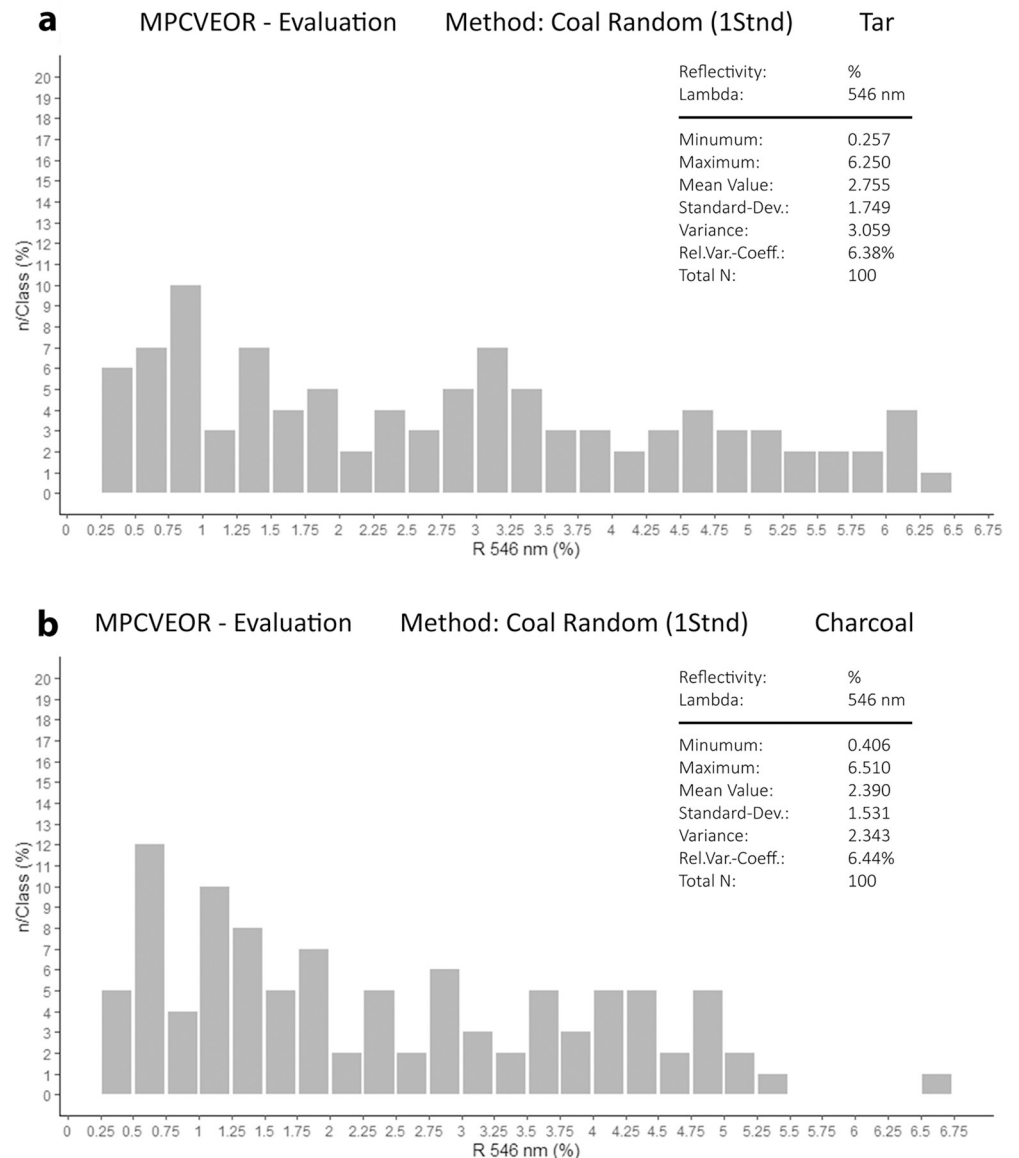 a MPCVEOR - Evaluation Method: Coal Random (1Stnd) Tar
Reflectivity: %
Lambda: 546 nm
Minumum: 0.257
Maximum: 6.250
Mean Value: 2.755
Standard-Dev.: 1.749
Variance: 3.059
Rel.Var.-Coeff.: 6.38%
Total N: 100
n/Class (%)
20
19
18
17
16
15
14
13
12
11
10
9
8
7
6
5
4
3
2
1
0
0 0.25 0.5 0.75 1 1.25 1.5 1.75 2 2.25 2.5 2.75 3 3.25 3.5 3.75 4 4.25 4.5 4.75 5 5.25 5.5 5.75 6 6.25 6.5 6.75
R 546 nm (%)
b MPCVEOR - Evaluation Method: Coal Random (1Stnd) Charcoal
Reflectivity: %
Lambda: 546 nm
Minumum: 0.406
Maximum: 6.510
Mean Value: 2.390
Standard-Dev.: 1.531
Variance: 2.343
Rel.Var.-Coeff.: 6.44%
Total N: 100
n/Class (%)
20
19
18
17
16
15
14
13
12
11
10
9
8
7
6
5
4
3
2
1
0
0 0.25 0.5 0.75 1 1.25 1.5 1.75 2 2.25 2.5 2.75 3 3.25 3.5 3.75 4 4.25 4.5 4.75 5 5.25 5.5 5.75 6 6.25 6.5 6.75
R 546 nm (%)